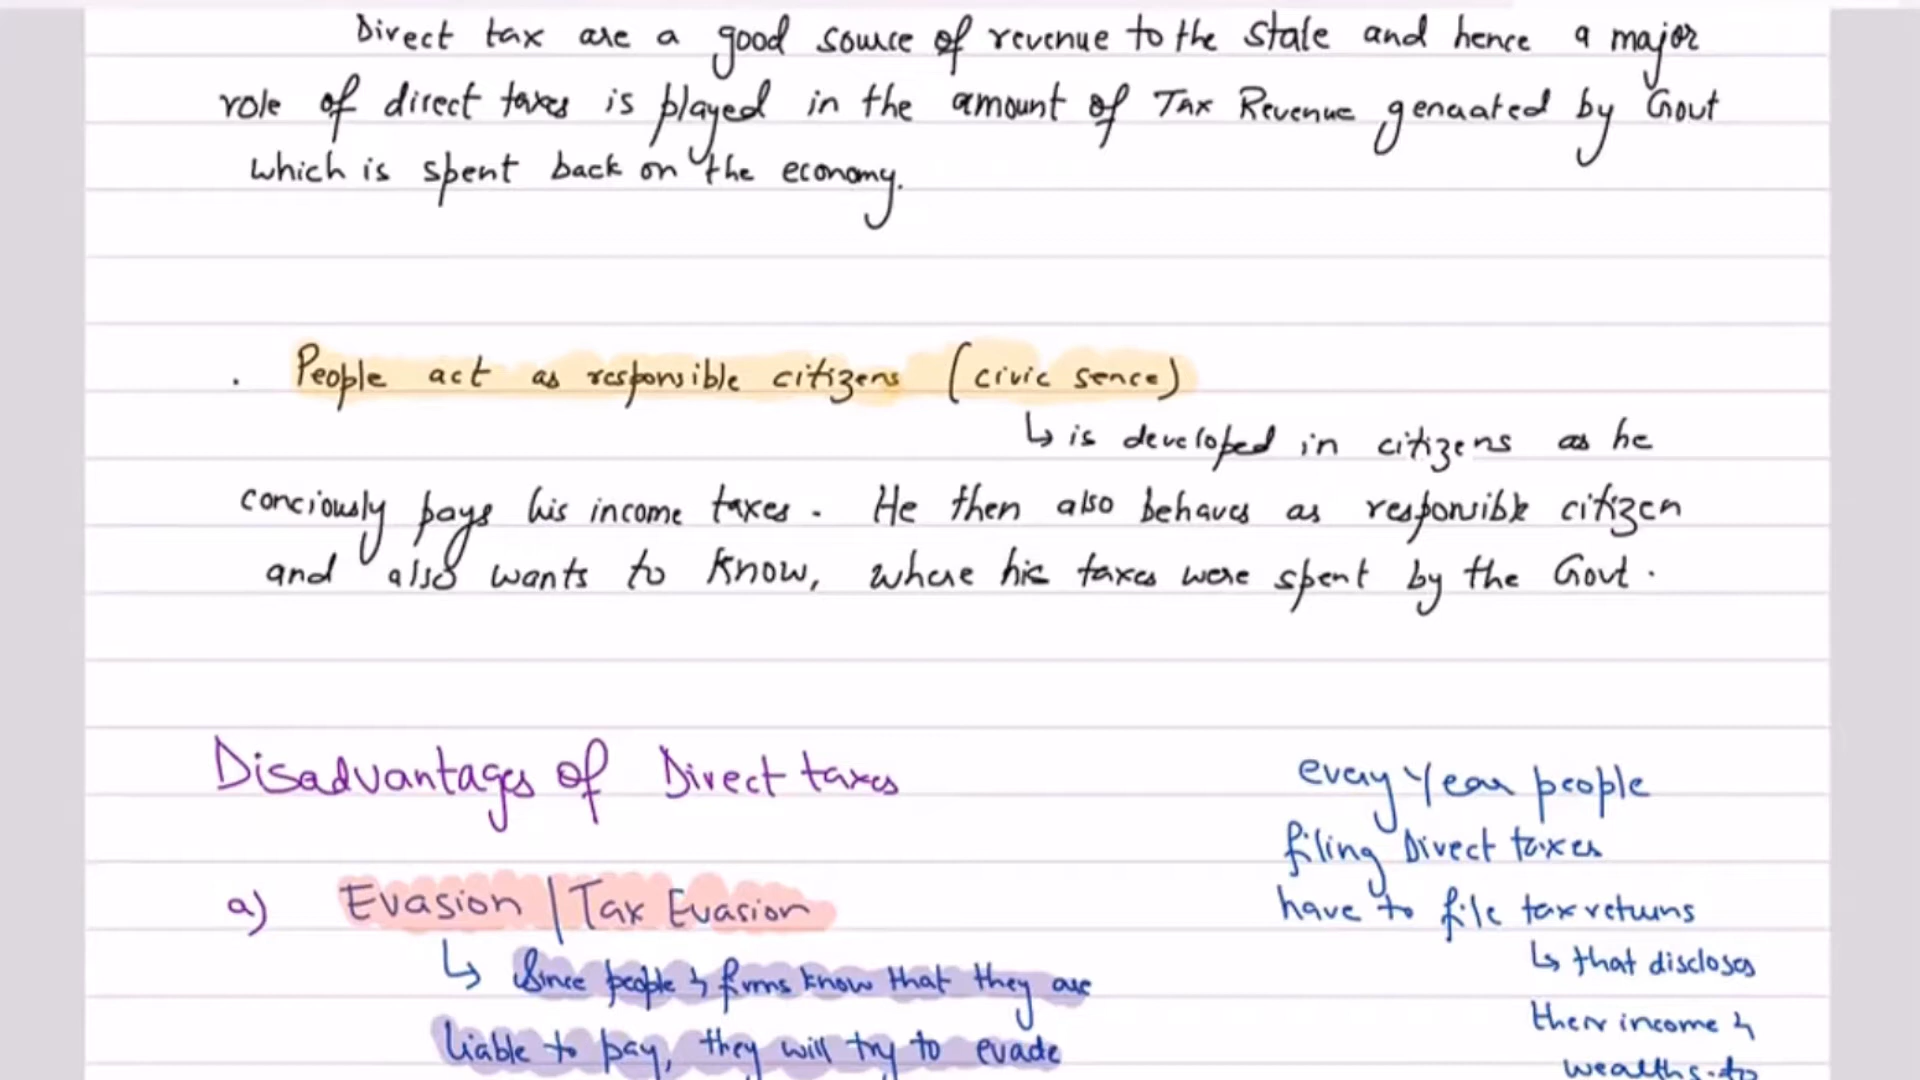 Direct tax are a good source of revenue to the State and hence a major
role of direct taxes is played in the amount of Tax Revenue genaated by Govt
which is spent back on the economy.
. People act as responsible citizens (civic sence)
↳ is developed in citizens as he
conciously pays his income taxes. He then also behaves as responsible citizen
and also wants to know, where his taxes were spent by the Govt.
Disadvantages of Direct taxes
a) Evasion / Tax Evasion
↳ Since people & firms know that they are
liable to pay, they will try to evade
every year people
filing Direct taxes
have to file tax returns
↳ that discloses
their income &
wealths to